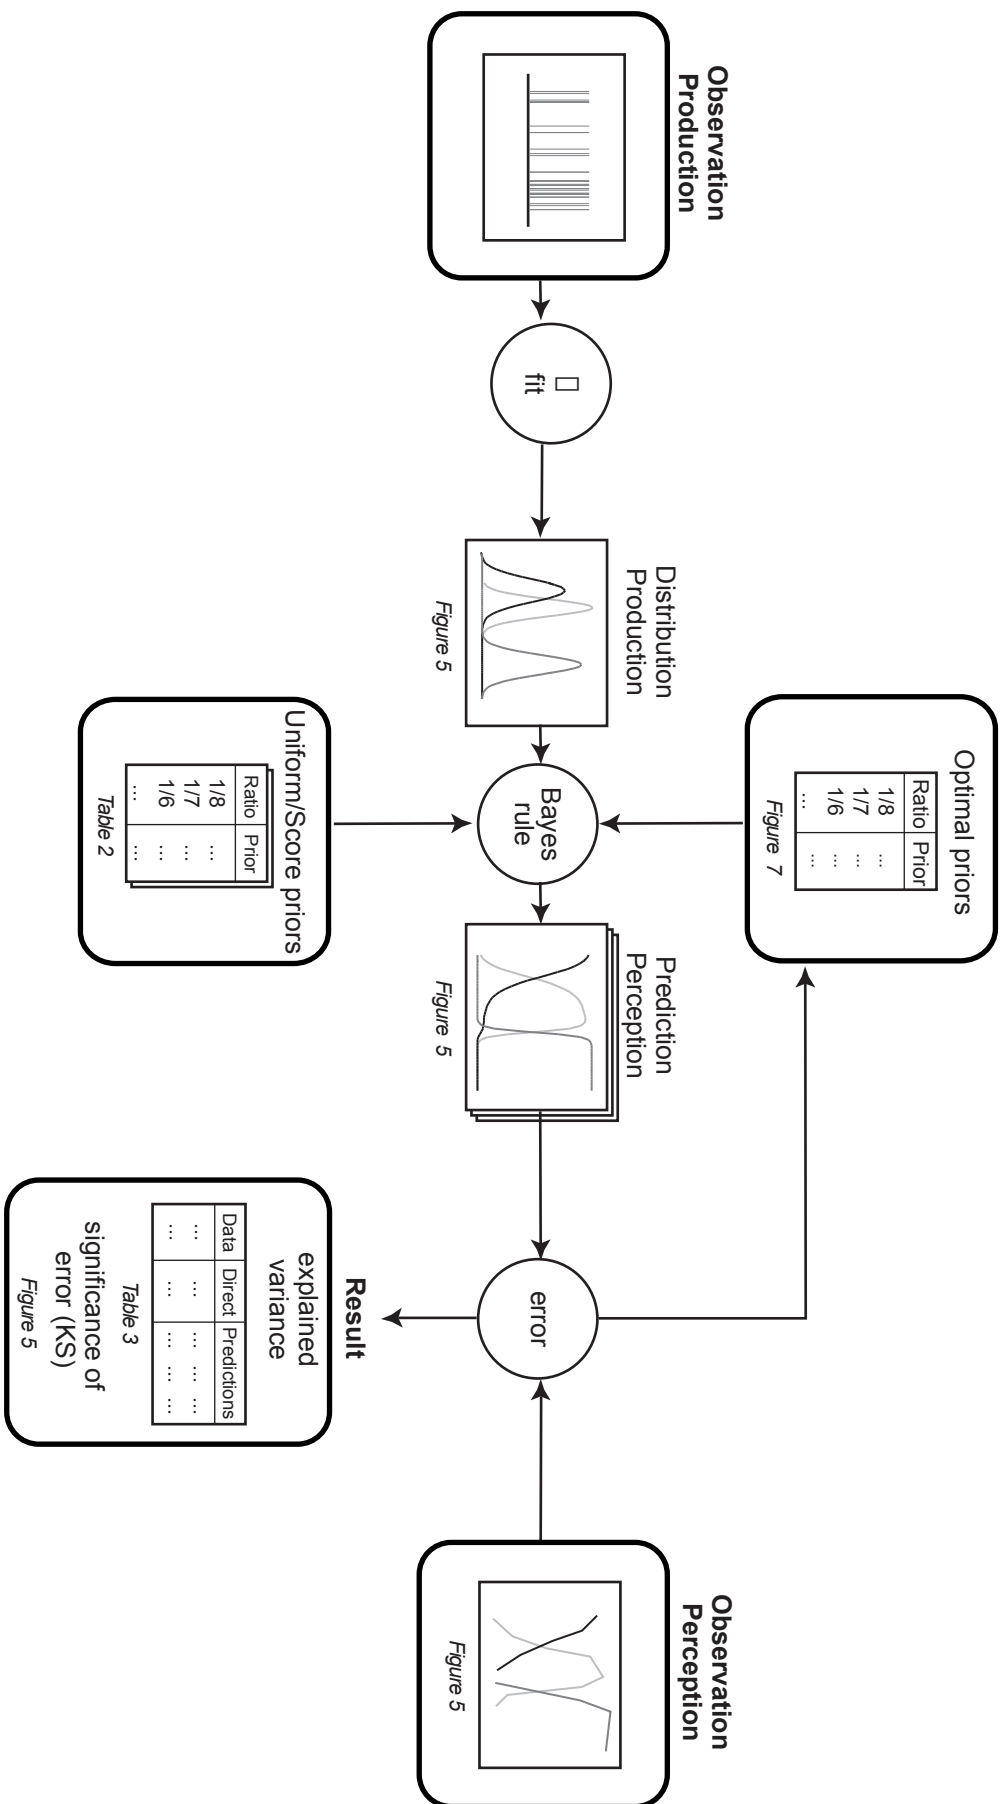 Observation
Production
fit
Distribution
Production
Figure 5
Optimal priors
Ratio Prior
1/8 ...
1/7 ...
1/6 ...
... ...
Figure 7
Bayes
rule
Uniform/Score priors
Ratio Prior
1/8 ...
1/7 ...
1/6 ...
... ...
Table 2
Prediction
Perception
Figure 5
error
Result
explained
variance
Data Direct Predictions
... ... ... ... ...
... ... ... ... ...
Table 3
significance of
error (KS)
Figure 5
Observation
Perception
Figure 5